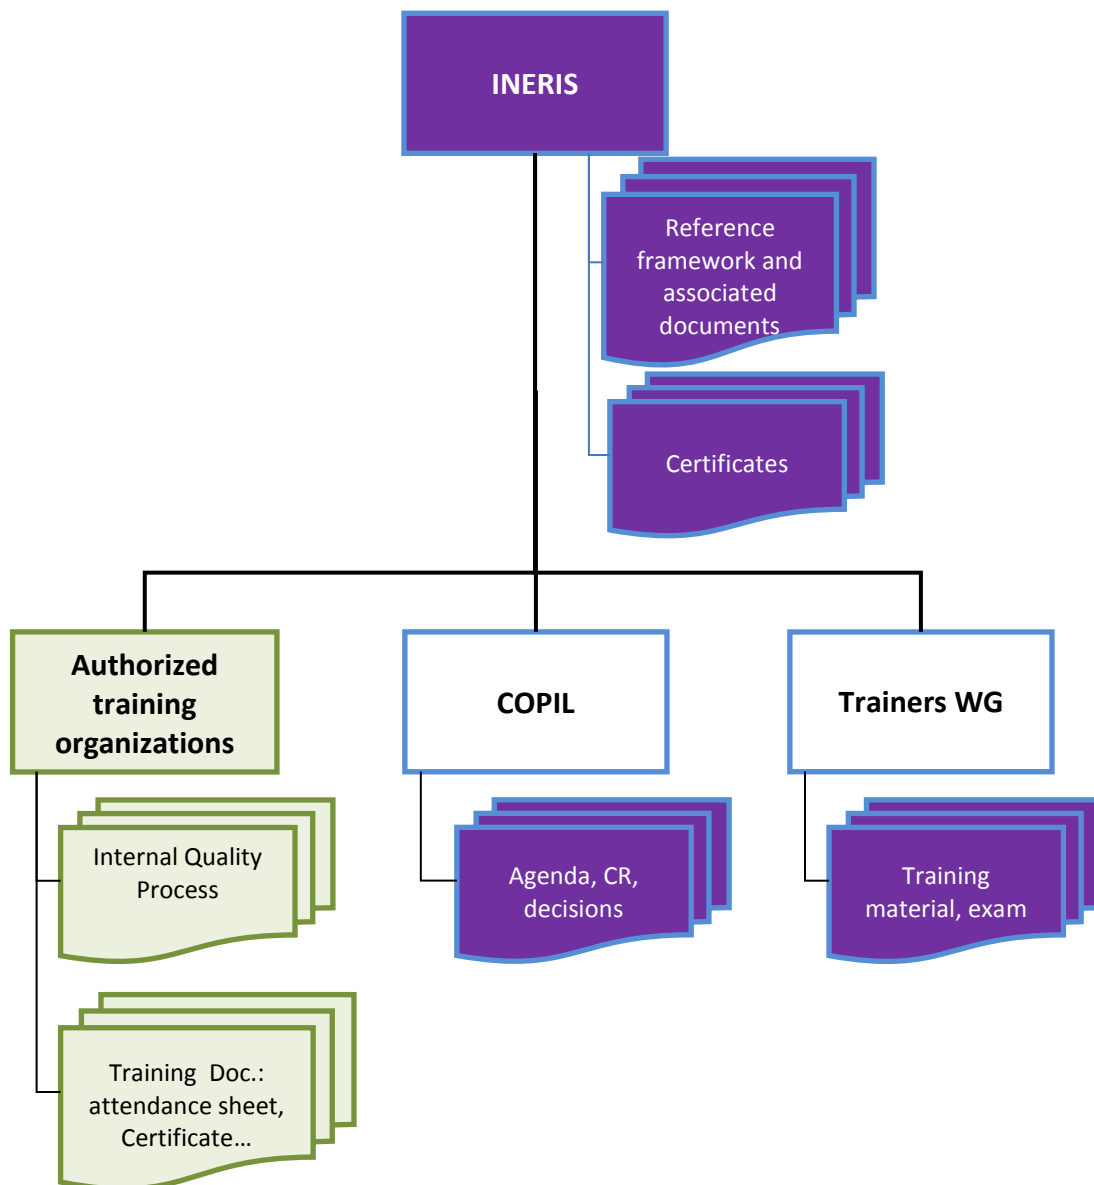 INERIS
Reference
framework and
associated
documents
Certificates
Authorized
training
organizations
COPIL
Trainers WG
Internal Quality
Process
Agenda, CR,
decisions
Training
material, exam
Training  Doc.:
attendance sheet,
Certificate…